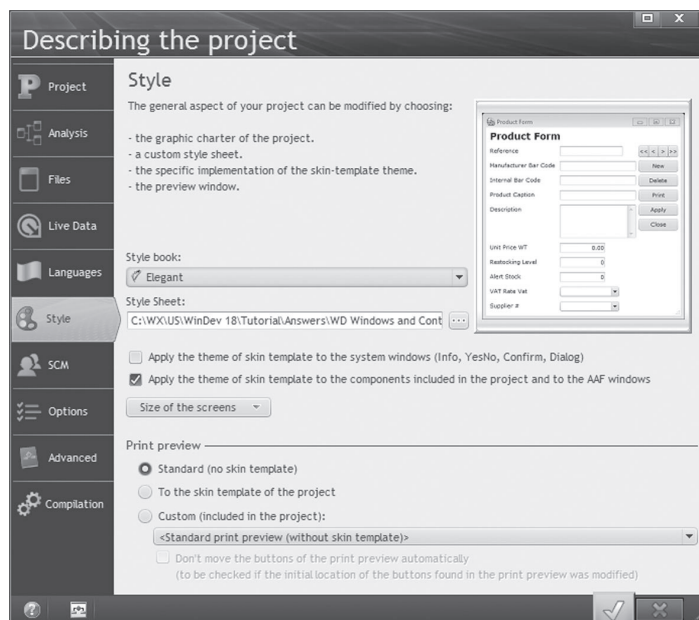 Describing the project
Project
Analysis
Files
Live Data
Languages
Style
SCM
Options
Advanced
Compilation
Style
The general aspect of your project can be modified by choosing:
- the graphic charter of the project.
- a custom style sheet.
- the specific implementation of the skin-template theme.
- the preview window.
Product Form
Product Form
Reference
<< < > >>
Manufacturer Bar Code
New
Internal Bar Code
Delete
Product Caption
Print
Description
Apply
Close
Unit Price WT
0.00
Restocking Level
0
Alert Stock
0
VAT Rate Vat
Supplier #
Style book:
Elegant
Style Sheet:
C:\WX\US\WinDev 18\Tutorial\Answers\WD Windows and Cont
...
Apply the theme of skin template to the system windows (Info, YesNo, Confirm, Dialog)
Apply the theme of skin template to the components included in the project and to the AAF windows
Size of the screens
Print preview
Standard (no skin template)
To the skin template of the project
Custom (included in the project):
<Standard print preview (without skin template)>
Don't move the buttons of the print preview automatically
(to be checked if the initial location of the buttons found in the print preview was modified)